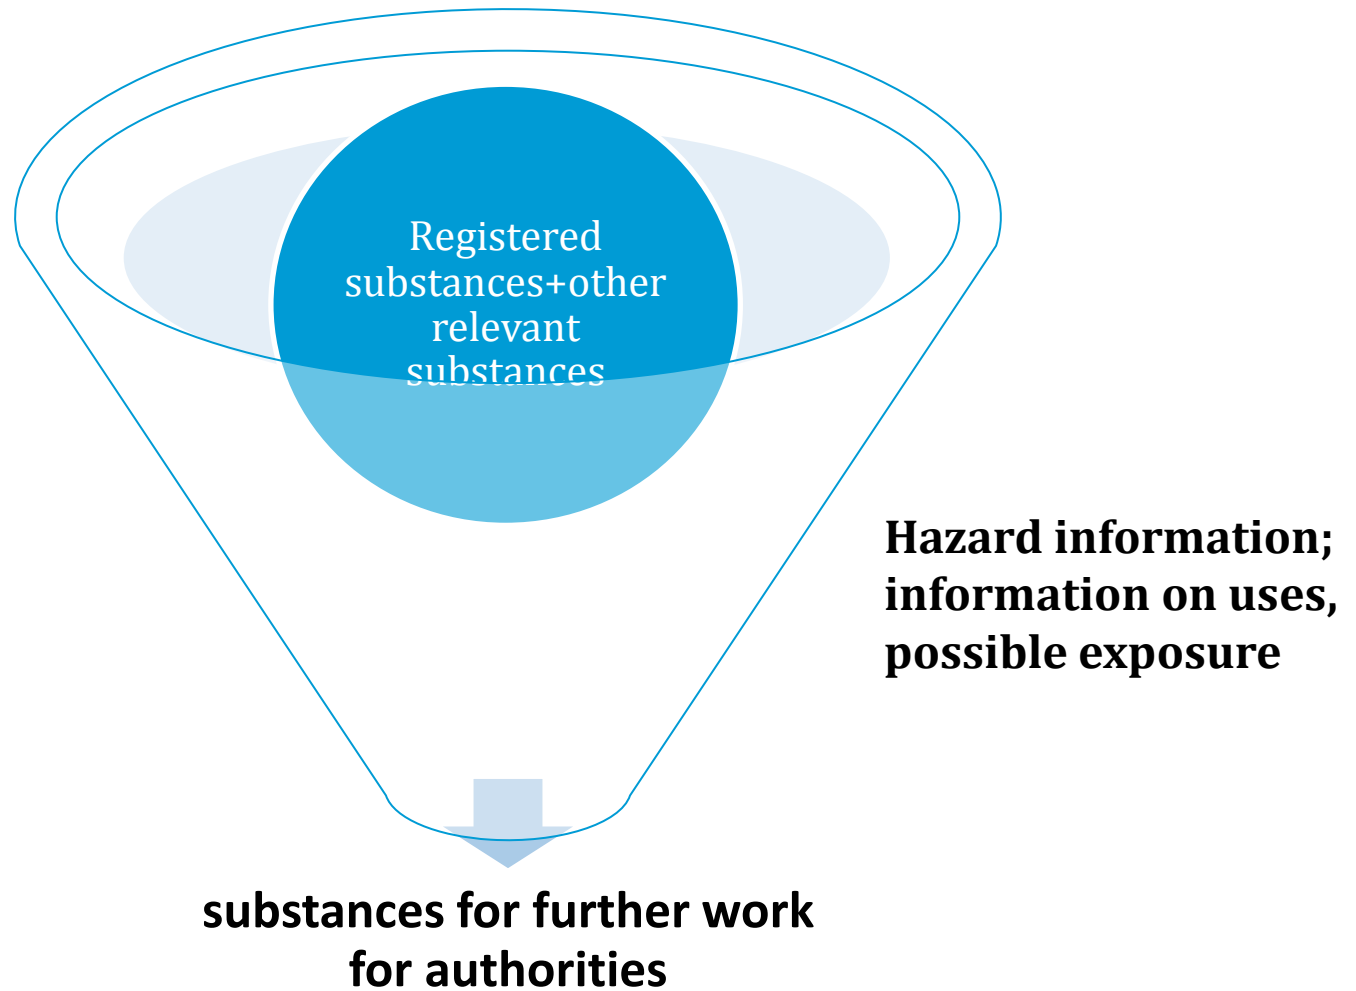 Registered
substances+other
relevant
substances
Hazard information;
information on uses,
possible exposure
substances for further work
for authorities